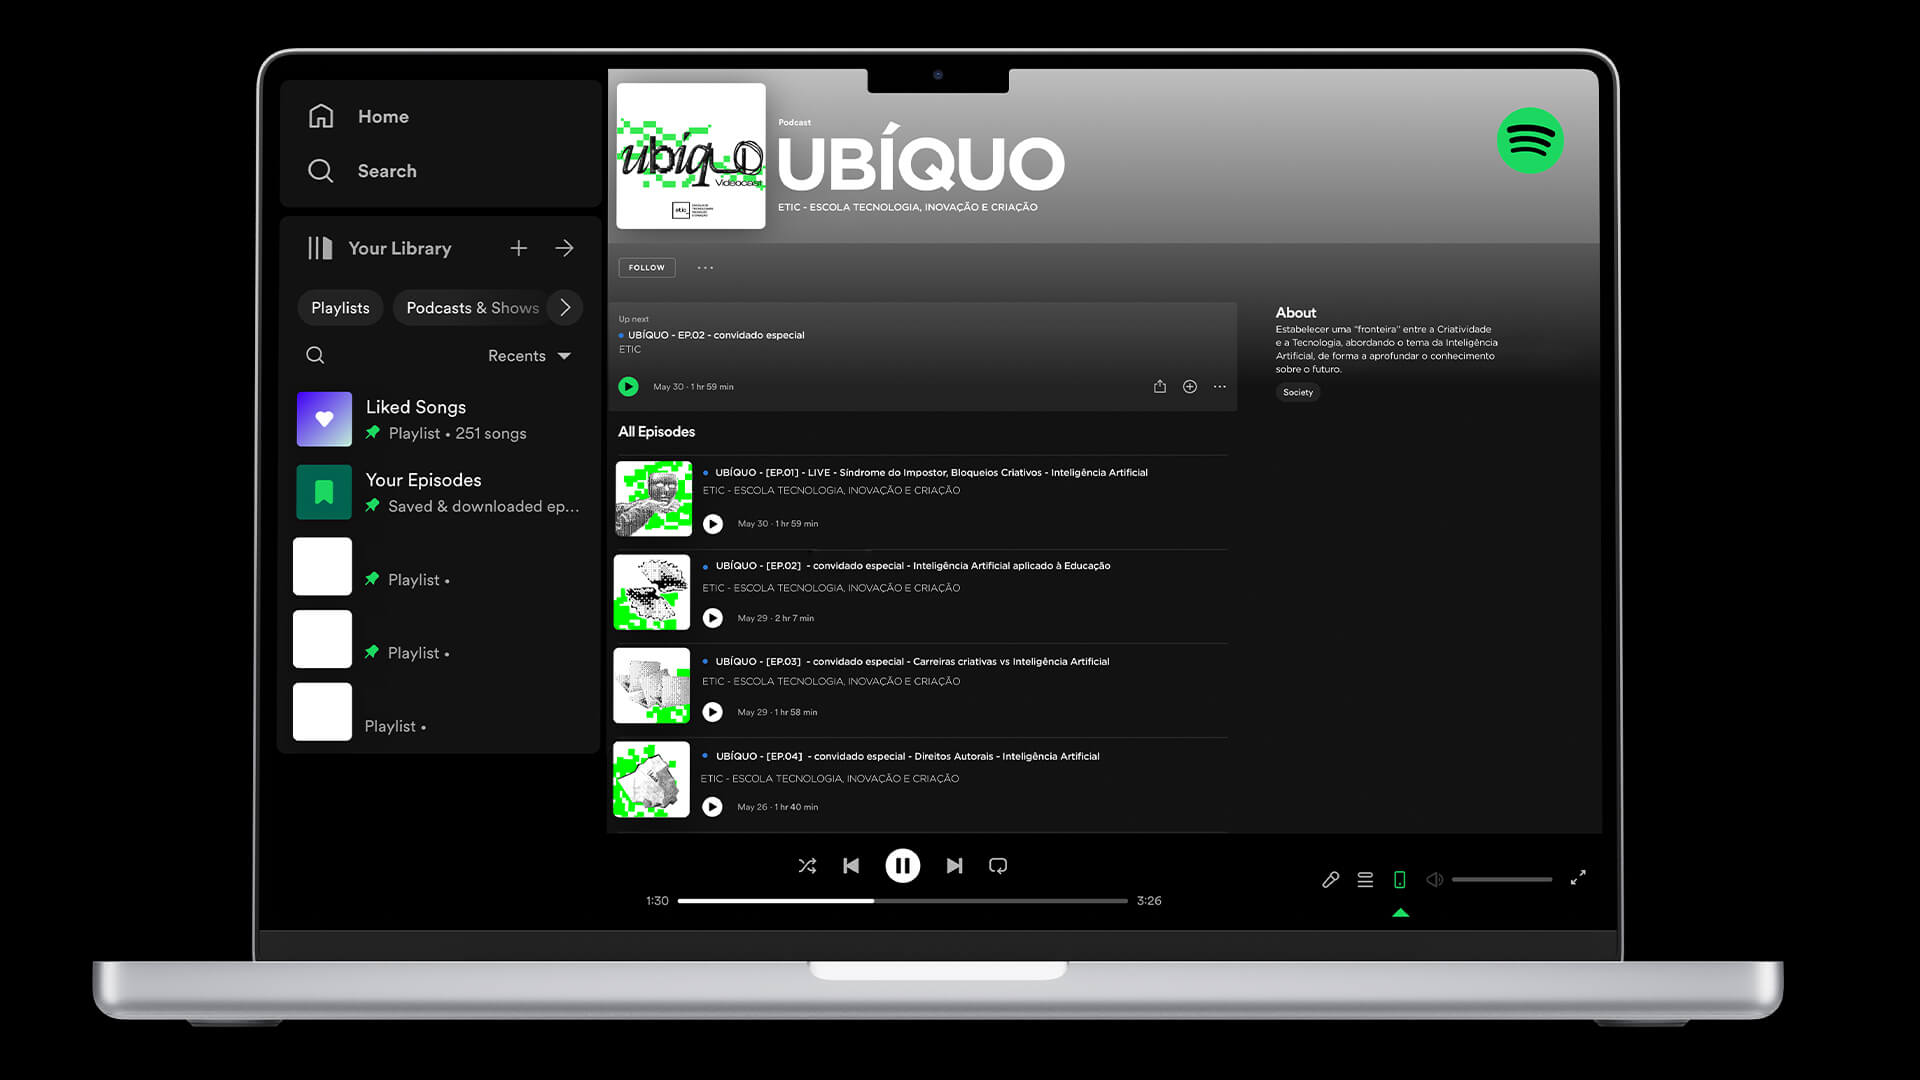 Home
Search
Your Library
Playlists
Podcasts & Shows
Recents
Liked Songs
Playlist • 251 songs
Your Episodes
Saved & downloaded ep...
Playlist •
Playlist •
Playlist •
ubíquo
Videocast
etic_
Podcast
UBÍQUO
ETIC - ESCOLA TECNOLOGIA, INOVAÇÃO E CRIAÇÃO
FOLLOW
Up next
UBÍQUO - EP.02 - convidado especial
ETIC
May 30 · 1 hr 59 min
About
Estabelecer uma "fronteira" entre a Criatividade
e a Tecnologia, abordando o tema da Inteligência
Artificial, de forma a aprofundar o conhecimento
sobre o futuro.
Society
All Episodes
UBÍQUO - [EP.01] - LIVE - Síndrome do Impostor, Bloqueios Criativos - Inteligência Artificial
ETIC - ESCOLA TECNOLOGIA, INOVAÇÃO E CRIAÇÃO
May 30 · 1 hr 59 min
UBÍQUO - [EP.02] - convidado especial - Inteligência Artificial aplicado à Educação
ETIC - ESCOLA TECNOLOGIA, INOVAÇÃO E CRIAÇÃO
May 29 · 2 hr 7 min
UBÍQUO - [EP.03] - convidado especial - Carreiras criativas vs Inteligência Artificial
ETIC - ESCOLA TECNOLOGIA, INOVAÇÃO E CRIAÇÃO
May 29 · 1 hr 58 min
UBÍQUO - [EP.04] - convidado especial - Direitos Autorais - Inteligência Artificial
ETIC - ESCOLA TECNOLOGIA, INOVAÇÃO E CRIAÇÃO
May 26 · 1 hr 40 min
1:30
3:26